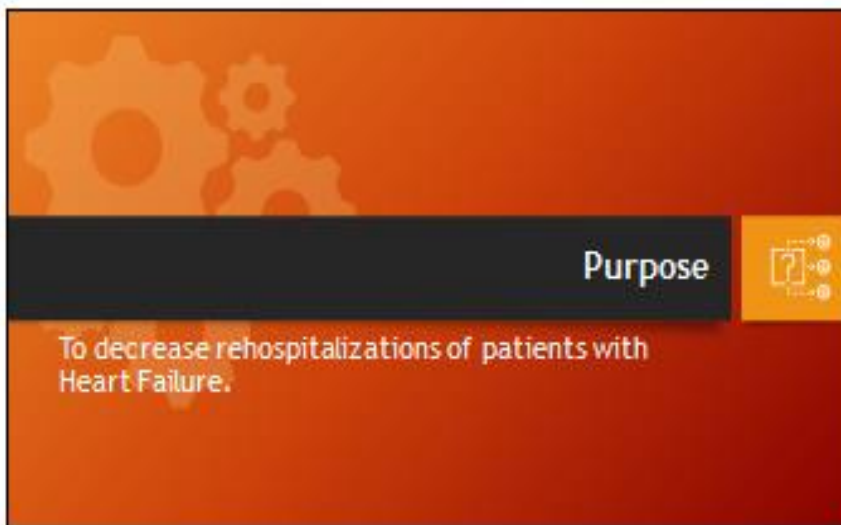 Purpose
To decrease rehospitalizations of patients with
Heart Failure.